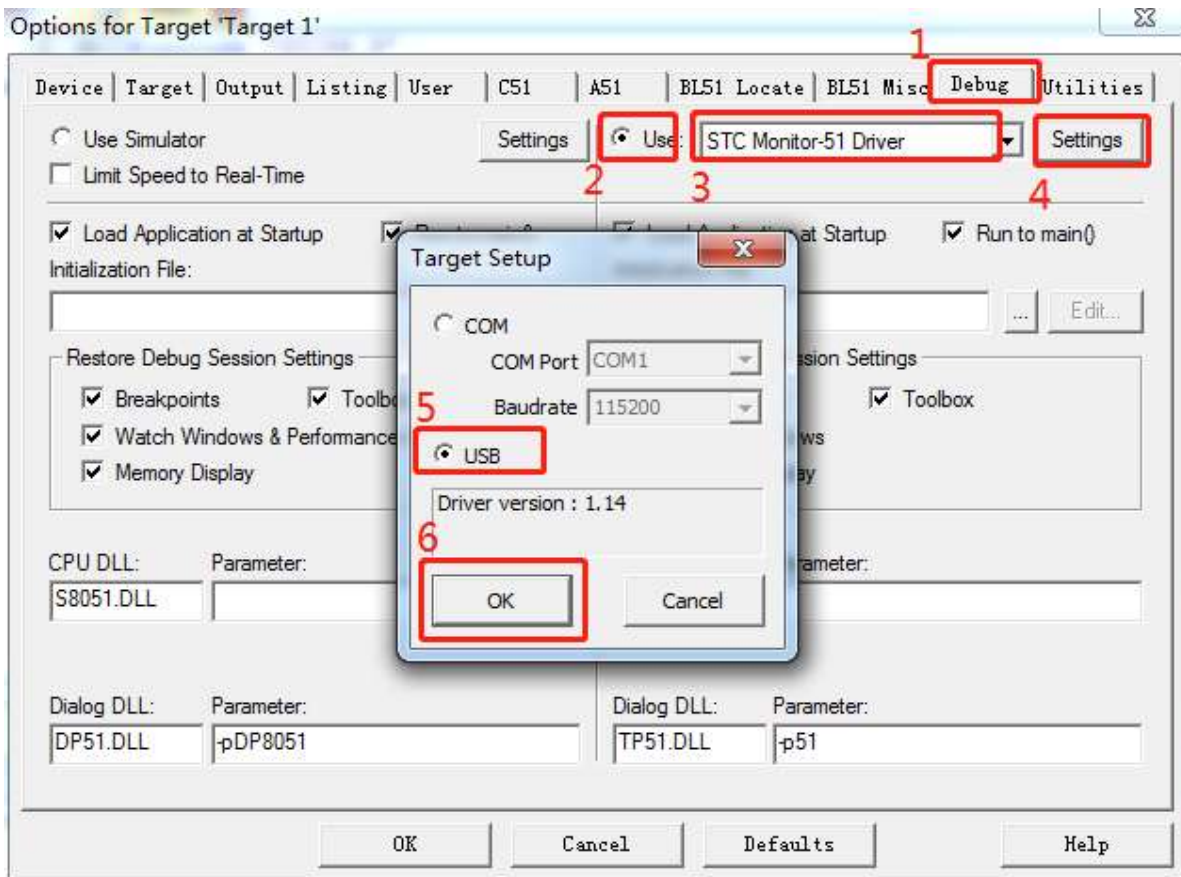 Options for Target 'Target 1'
1
Device Target Output Listing User C51 A51 BL51 Locate BL51 Misc Debug Utilities
Use Simulator Settings Use: STC Monitor-51 Driver Settings
Limit Speed to Real-Time
2 3 4
Load Application at Startup at Startup Run to main()
Initialization File:
Target Setup
... Edit...
COM
COM Port COM1
Baudrate 115200
5
USB
Driver version : 1.14
6
OK Cancel
Restore Debug Session Settings Settings
Breakpoints Toolbox
Watch Windows & Performance
Memory Display
CPU DLL: Parameter:
S8051.DLL
Dialog DLL: Parameter: Dialog DLL: Parameter:
DP51.DLL -pDP8051 TP51.DLL -p51
OK Cancel Defaults Help